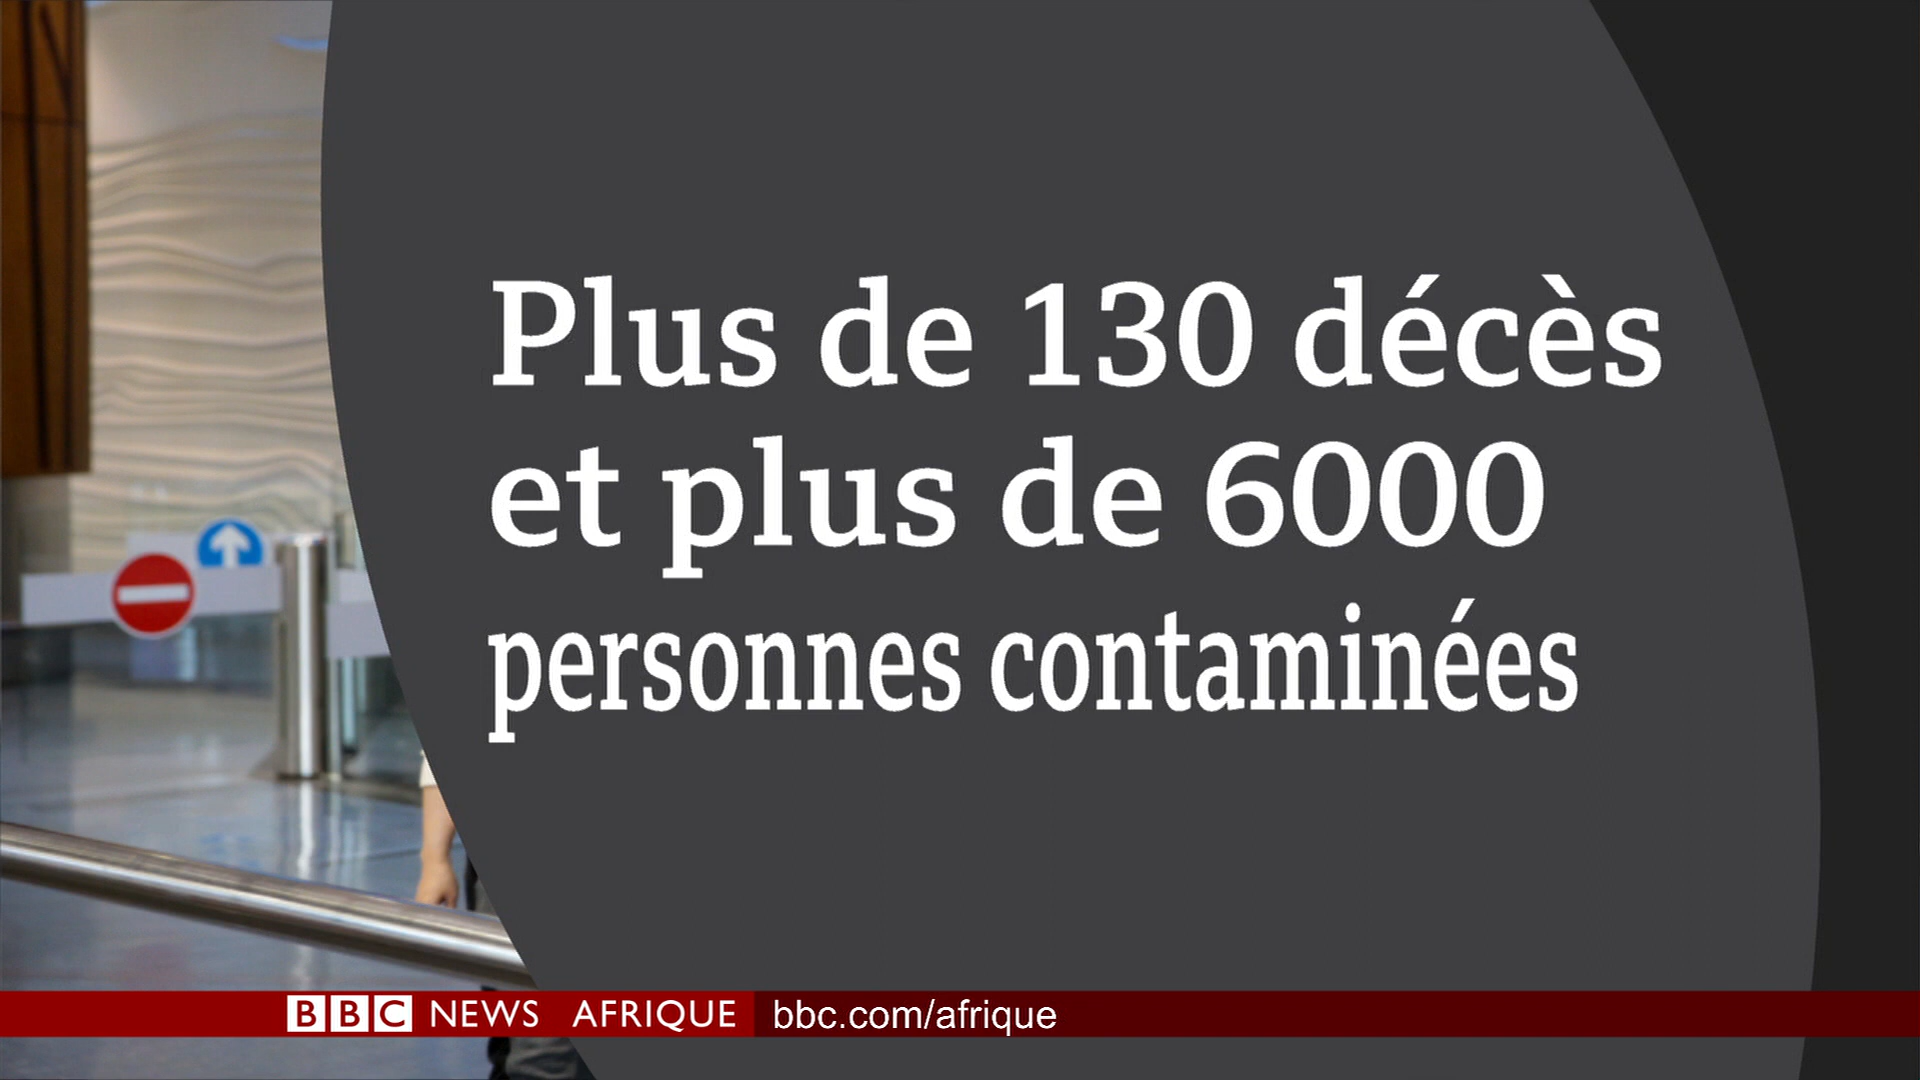 Plus de 130 décès
et plus de 6000
personnes contaminées
BBC NEWS AFRIQUE bbc.com/afrique